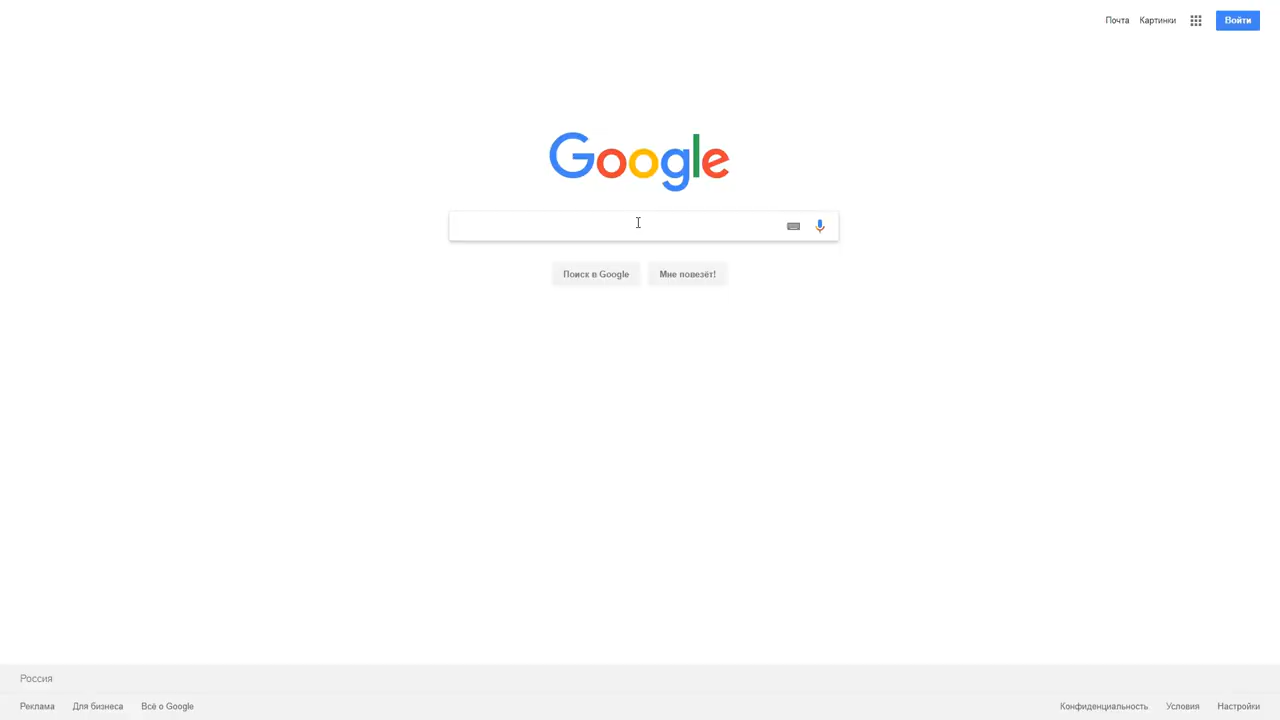 Почта Картинки Войти
Google
Поиск в Google Мне повезёт!
Россия
Реклама Для бизнеса Всё о Google Конфиденциальность Условия Настройки